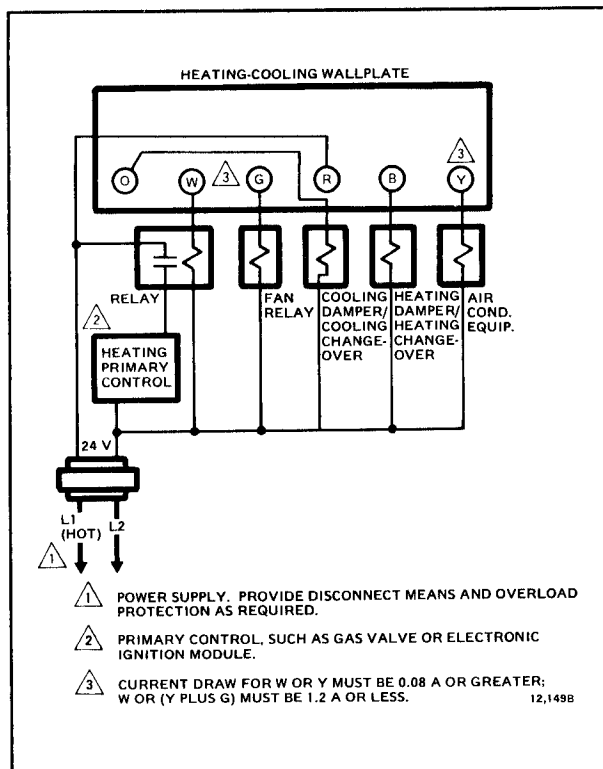 HEATING-COOLING WALLPLATE
3
O W 3 G R B Y
RELAY
FAN
RELAY
COOLING
DAMPER/
COOLING
CHANGE-
OVER
HEATING
DAMPER/
HEATING
CHANGE-
OVER
AIR
COND.
EQUIP.
2
HEATING
PRIMARY
CONTROL
24 V
L1
(HOT)
L2
1
1 POWER SUPPLY. PROVIDE DISCONNECT MEANS AND OVERLOAD
PROTECTION AS REQUIRED.
2 PRIMARY CONTROL, SUCH AS GAS VALVE OR ELECTRONIC
IGNITION MODULE.
3 CURRENT DRAW FOR W OR Y MUST BE 0.08 A OR GREATER;
W OR (Y PLUS G) MUST BE 1.2 A OR LESS.
12,149B